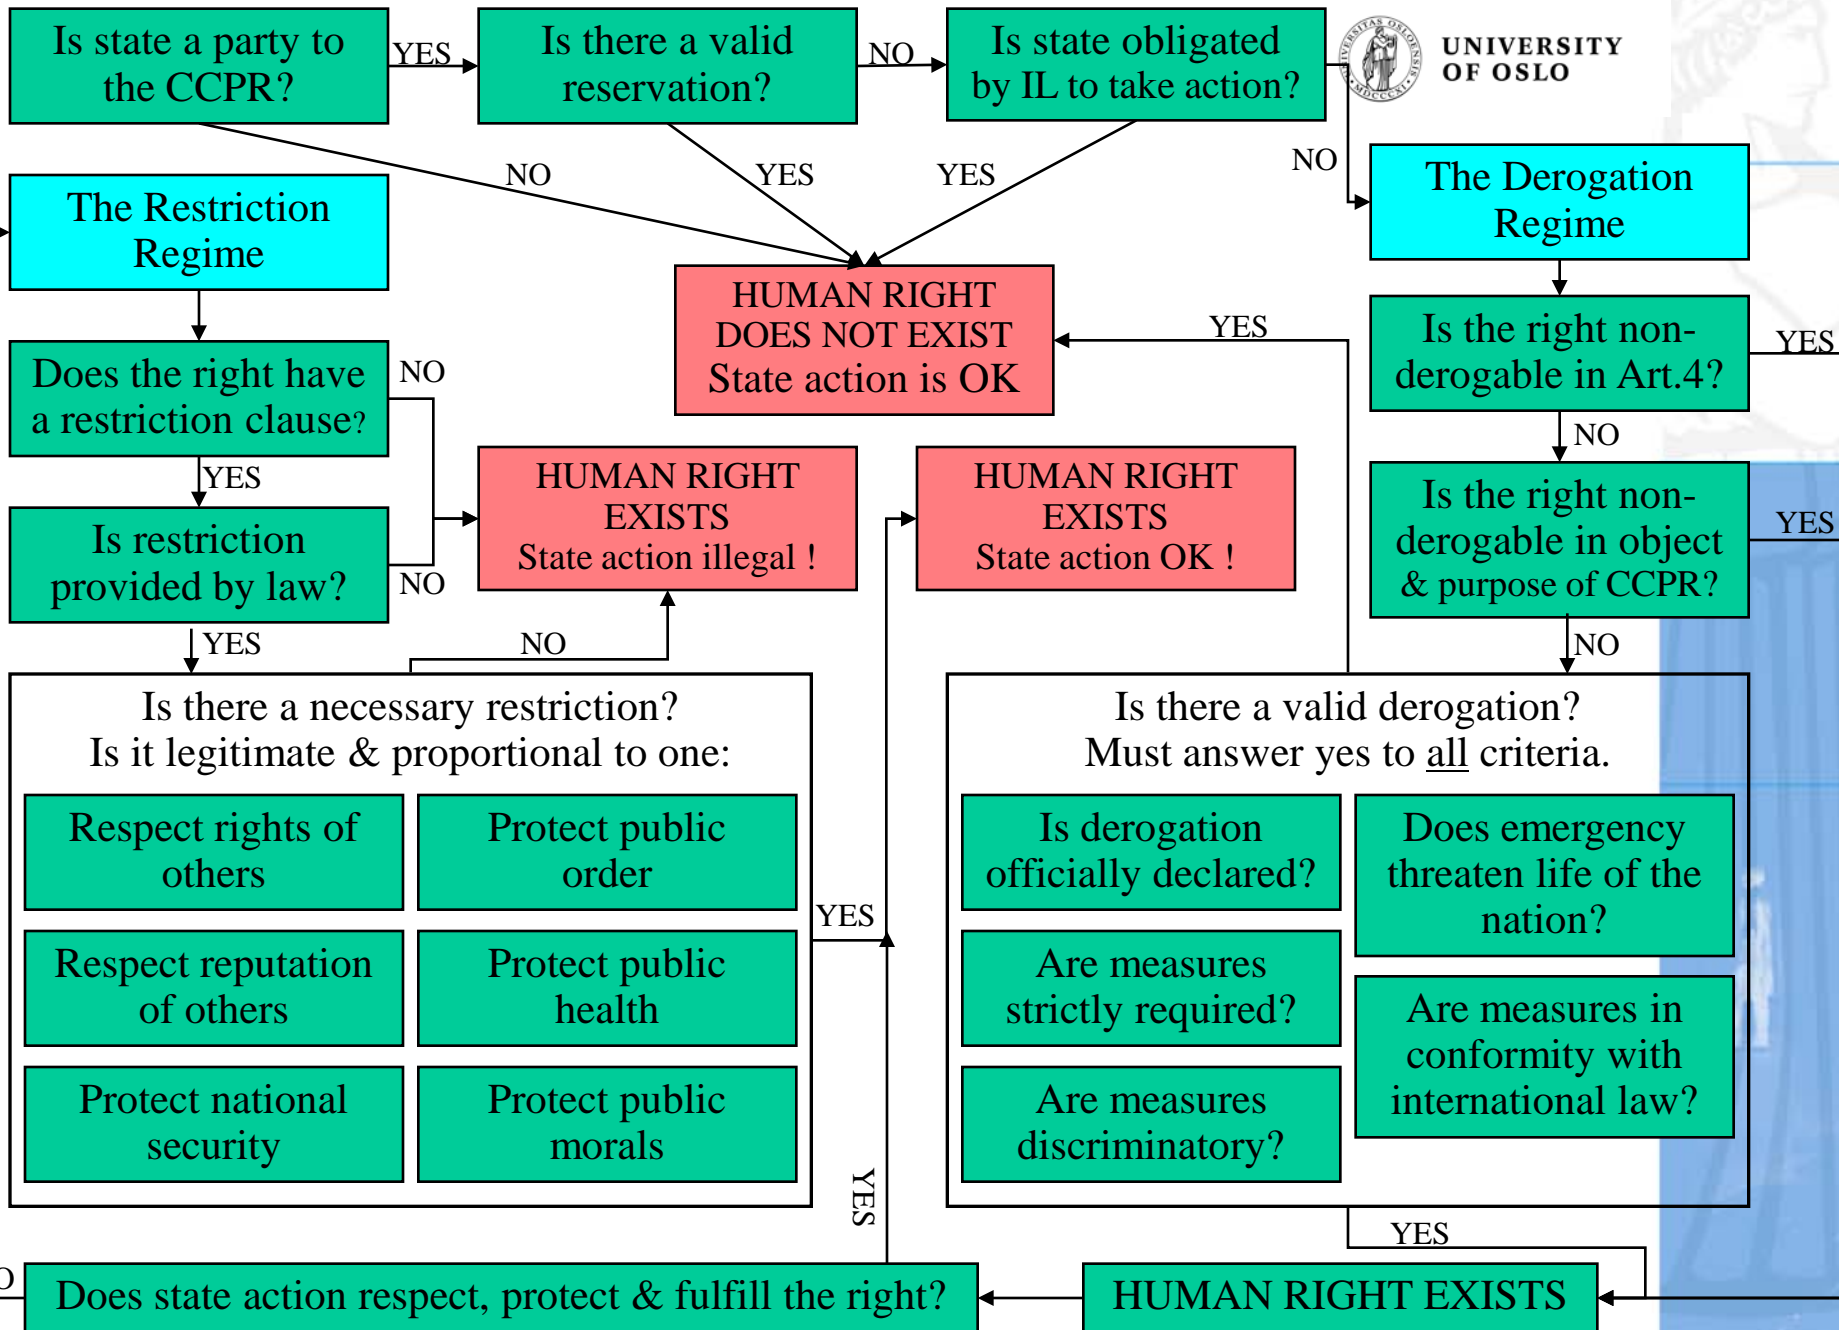 Is state a party to
the CCPR?
YES
Is there a valid
reservation?
NO
Is state obligated
by IL to take action?
UNIVERSITAS OSLOENSIS
MDCCCXI
UNIVERSITY
OF OSLO
NO
YES
YES
NO
The Restriction
Regime
The Derogation
Regime
HUMAN RIGHT
DOES NOT EXIST
State action is OK
YES
Is the right non-
derogable in Art.4?
YES
Does the right have
a restriction clause?
NO
NO
YES
HUMAN RIGHT
EXISTS
State action illegal !
HUMAN RIGHT
EXISTS
State action OK !
Is the right non-
derogable in object
& purpose of CCPR?
YES
Is restriction
provided by law?
NO
YES
NO
NO
Is there a necessary restriction?
Is it legitimate & proportional to one:
Respect rights of
others
Protect public
order
Respect reputation
of others
Protect public
health
Protect national
security
Protect public
morals
YES
YES
Is there a valid derogation?
Must answer yes to all criteria.
Is derogation
officially declared?
Does emergency
threaten life of the
nation?
Are measures
strictly required?
Are measures in
conformity with
international law?
Are measures
discriminatory?
YES
O
Does state action respect, protect & fulfill the right?
HUMAN RIGHT EXISTS